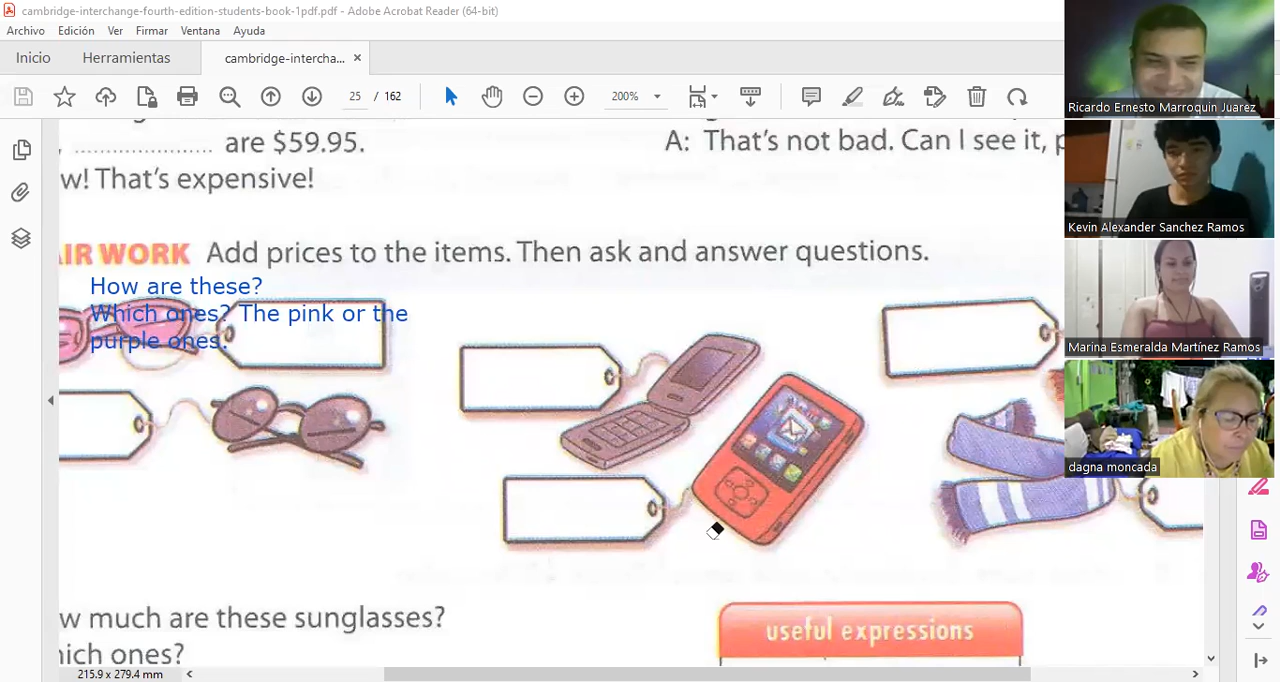 cambridge-interchange-fourth-edition-students-book-1pdf.pdf - Adobe Acrobat Reader (64-bit)
Archivo Edición Ver Firmar Ventana Ayuda
Inicio Herramientas cambridge-intercha... ×
25 / 162 200%
Ricardo Ernesto Marroquin Juarez
Kevin Alexander Sanchez Ramos
Marina Esmeralda Martínez Ramos
dagna moncada
, .................... are $59.95.
A: That's not bad. Can I see it, p
w! That's expensive!
AIR WORK Add prices to the items. Then ask and answer questions.
How are these?
Which ones? The pink or the
purple ones.
w much are these sunglasses?
hich ones?
useful expressions
215.9 x 279.4 mm